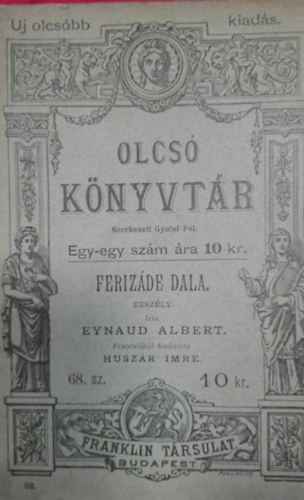 Uj olcsóbb kiadás.
OLCSÓ
KÖNYVTÁR
Szerkeszti Gyulai Pál.
Egy-egy szám ára 10 kr.
FERIZÁDE DALA.
BESZÉLY.
Irta
EYNAUD ALBERT.
Francziából fordította
HUSZÁR IMRE.
68. sz. 10 kr.
FRANKLIN TÁRSULAT
BUDAPEST.